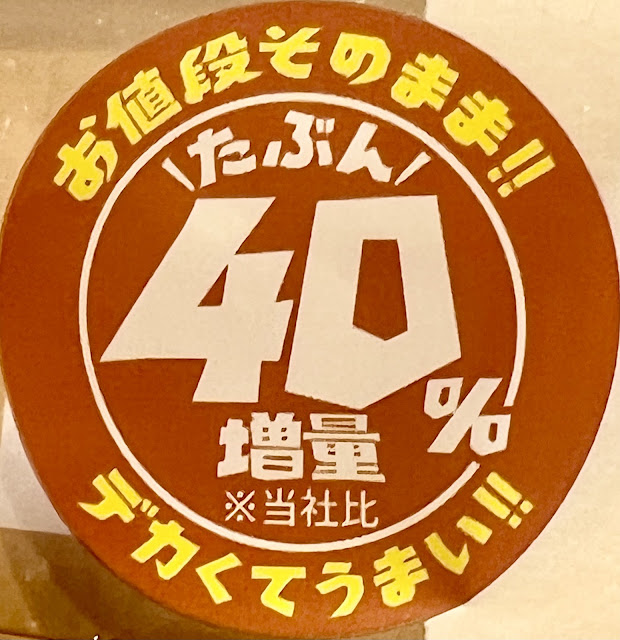 お値段そのまま!!
\たぶん/
40%
増量
※当社比
デカくてうまい!!